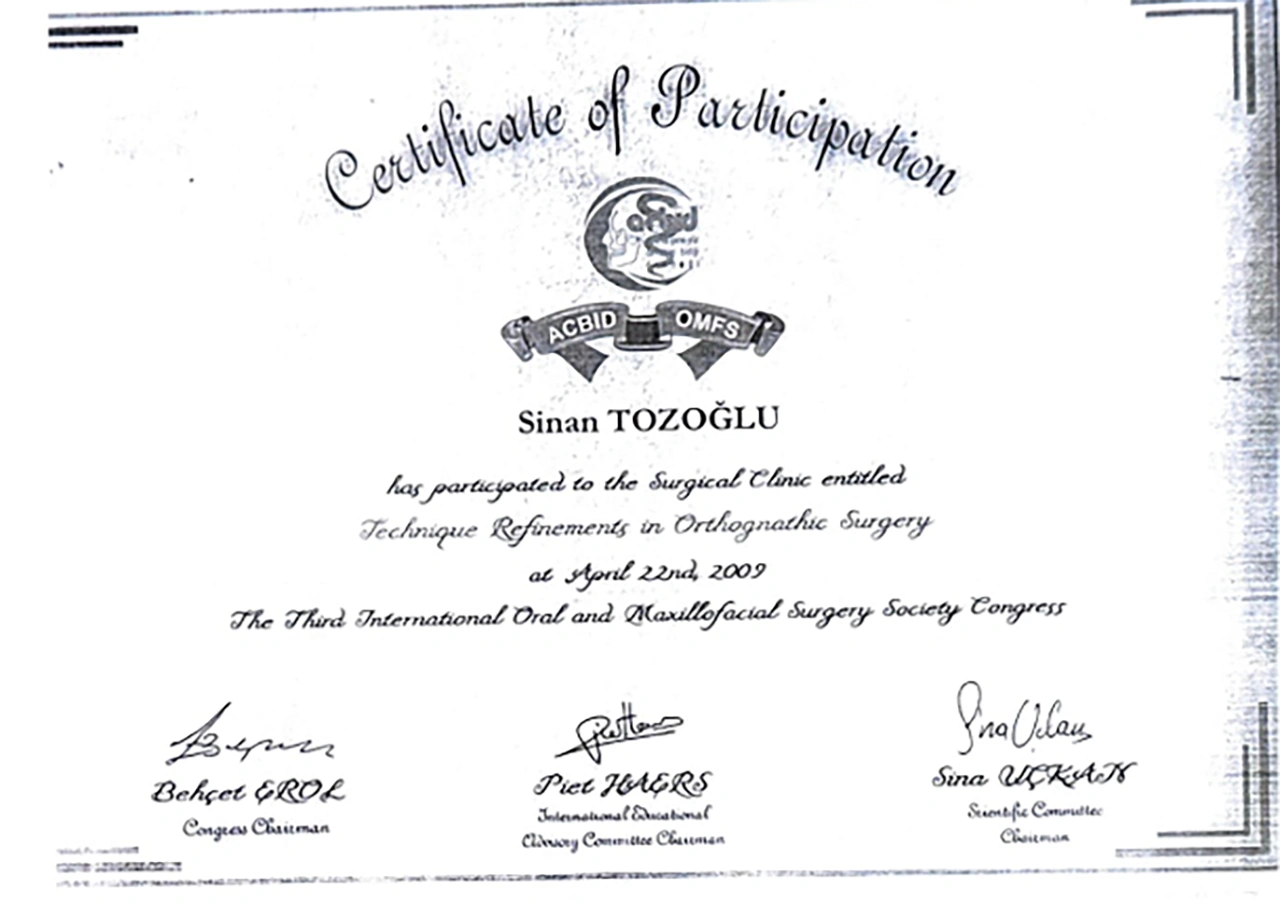 Certificate of Participation
acbid
ACBID OMFS
Sinan TOZOĞLU
has participated to the Surgical Clinic entitled
Technique Refinements in Orthognathic Surgery
at April 22nd, 2009
The Third International Oral and Maxillofacial Surgery Society Congress
Behçet EROL
Congress Chairman
Piet HAERS
International Educational
Advisory Committee Chairman
Sina UÇKAN
Scientific Committee
Chairman